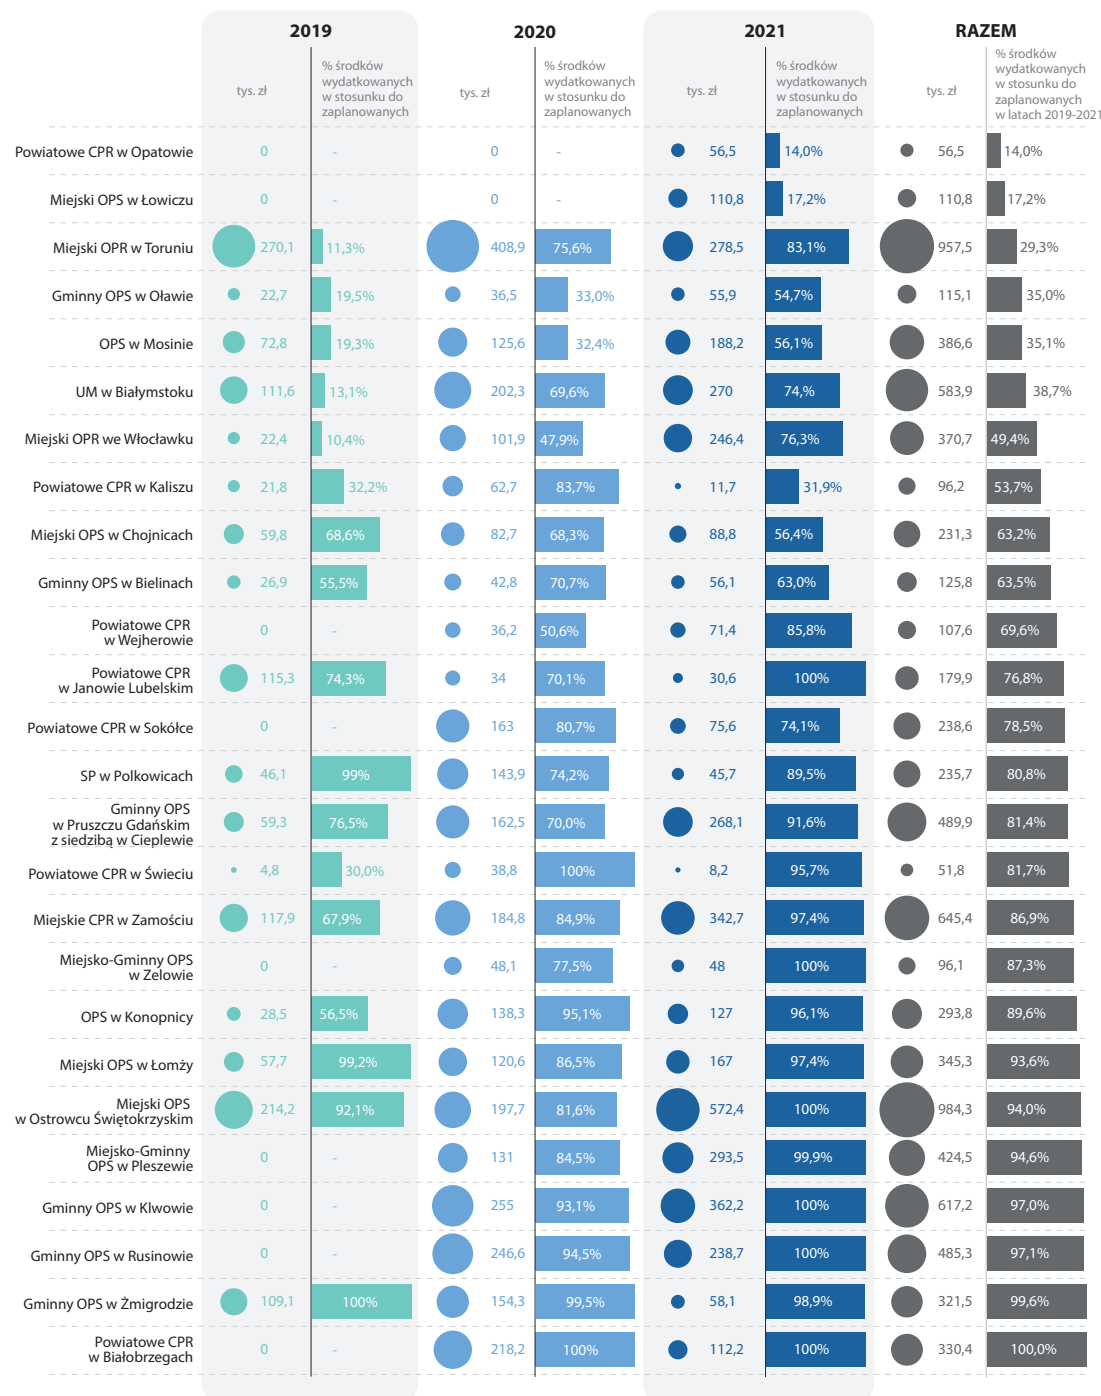 2019 2020 2021 RAZEM
tys. zł % środków wydatkowanych w stosunku do zaplanowanych tys. zł % środków wydatkowanych w stosunku do zaplanowanych tys. zł % środków wydatkowanych w stosunku do zaplanowanych tys. zł % środków wydatkowanych w stosunku do zaplanowanych w latach 2019-2021
Powiatowe CPR w Opatowie 0 - 0 - 56,5 14,0% 56,5 14,0%
Miejski OPS w Łowiczu 0 - 0 - 110,8 17,2% 110,8 17,2%
Miejski OPR w Toruniu 270,1 11,3% 408,9 75,6% 278,5 83,1% 957,5 29,3%
Gminny OPS w Oławie 22,7 19,5% 36,5 33,0% 55,9 54,7% 115,1 35,0%
OPS w Mosinie 72,8 19,3% 125,6 32,4% 188,2 56,1% 386,6 35,1%
UM w Białymstoku 111,6 13,1% 202,3 69,6% 270 74,% 583,9 38,7%
Miejski OPR we Włocławku 22,4 10,4% 101,9 47,9% 246,4 76,3% 370,7 49,4%
Powiatowe CPR w Kaliszu 21,8 32,2% 62,7 83,7% 11,7 31,9% 96,2 53,7%
Miejski OPS w Chojnicach 59,8 68,6% 82,7 68,3% 88,8 56,4% 231,3 63,2%
Gminny OPS w Bielinach 26,9 55,5% 42,8 70,7% 56,1 63,0% 125,8 63,5%
Powiatowe CPR
w Wejherowie 0 - 36,2 50,6% 71,4 85,8% 107,6 69,6%
Powiatowe CPR
w Janowie Lubelskim 115,3 74,3% 34 70,1% 30,6 100% 179,9 76,8%
Powiatowe CPR w Sokółce 0 - 163 80,7% 75,6 74,1% 238,6 78,5%
SP w Polkowicach 46,1 99% 143,9 74,2% 45,7 89,5% 235,7 80,8%
Gminny OPS
w Pruszczu Gdańskim
z siedzibą w Cieplewie 59,3 76,5% 162,5 70,0% 268,1 91,6% 489,9 81,4%
Powiatowe CPR w Świeciu 4,8 30,0% 38,8 100% 8,2 95,7% 51,8 81,7%
Miejskie CPR w Zamościu 117,9 67,9% 184,8 84,9% 342,7 97,4% 645,4 86,9%
Miejsko-Gminny OPS
w Zelowie 0 - 48,1 77,5% 48 100% 96,1 87,3%
OPS w Konopnicy 28,5 56,5% 138,3 95,1% 127 96,1% 293,8 89,6%
Miejski OPS w Łomży 57,7 99,2% 120,6 86,5% 167 97,4% 345,3 93,6%
Miejski OPS
w Ostrowcu Świętokrzyskim 214,2 92,1% 197,7 81,6% 572,4 100% 984,3 94,0%
Miejsko-Gminny
OPS w Pleszewie 0 - 131 84,5% 293,5 99,9% 424,5 94,6%
Gminny OPS w Klwowie 0 - 255 93,1% 362,2 100% 617,2 97,0%
Gminny OPS w Rusinowie 0 - 246,6 94,5% 238,7 100% 485,3 97,1%
Gminny OPS w Żmigrodzie 109,1 100% 154,3 99,5% 58,1 98,9% 321,5 99,6%
Powiatowe CPR
w Białobrzegach 0 - 218,2 100% 112,2 100% 330,4 100,0%